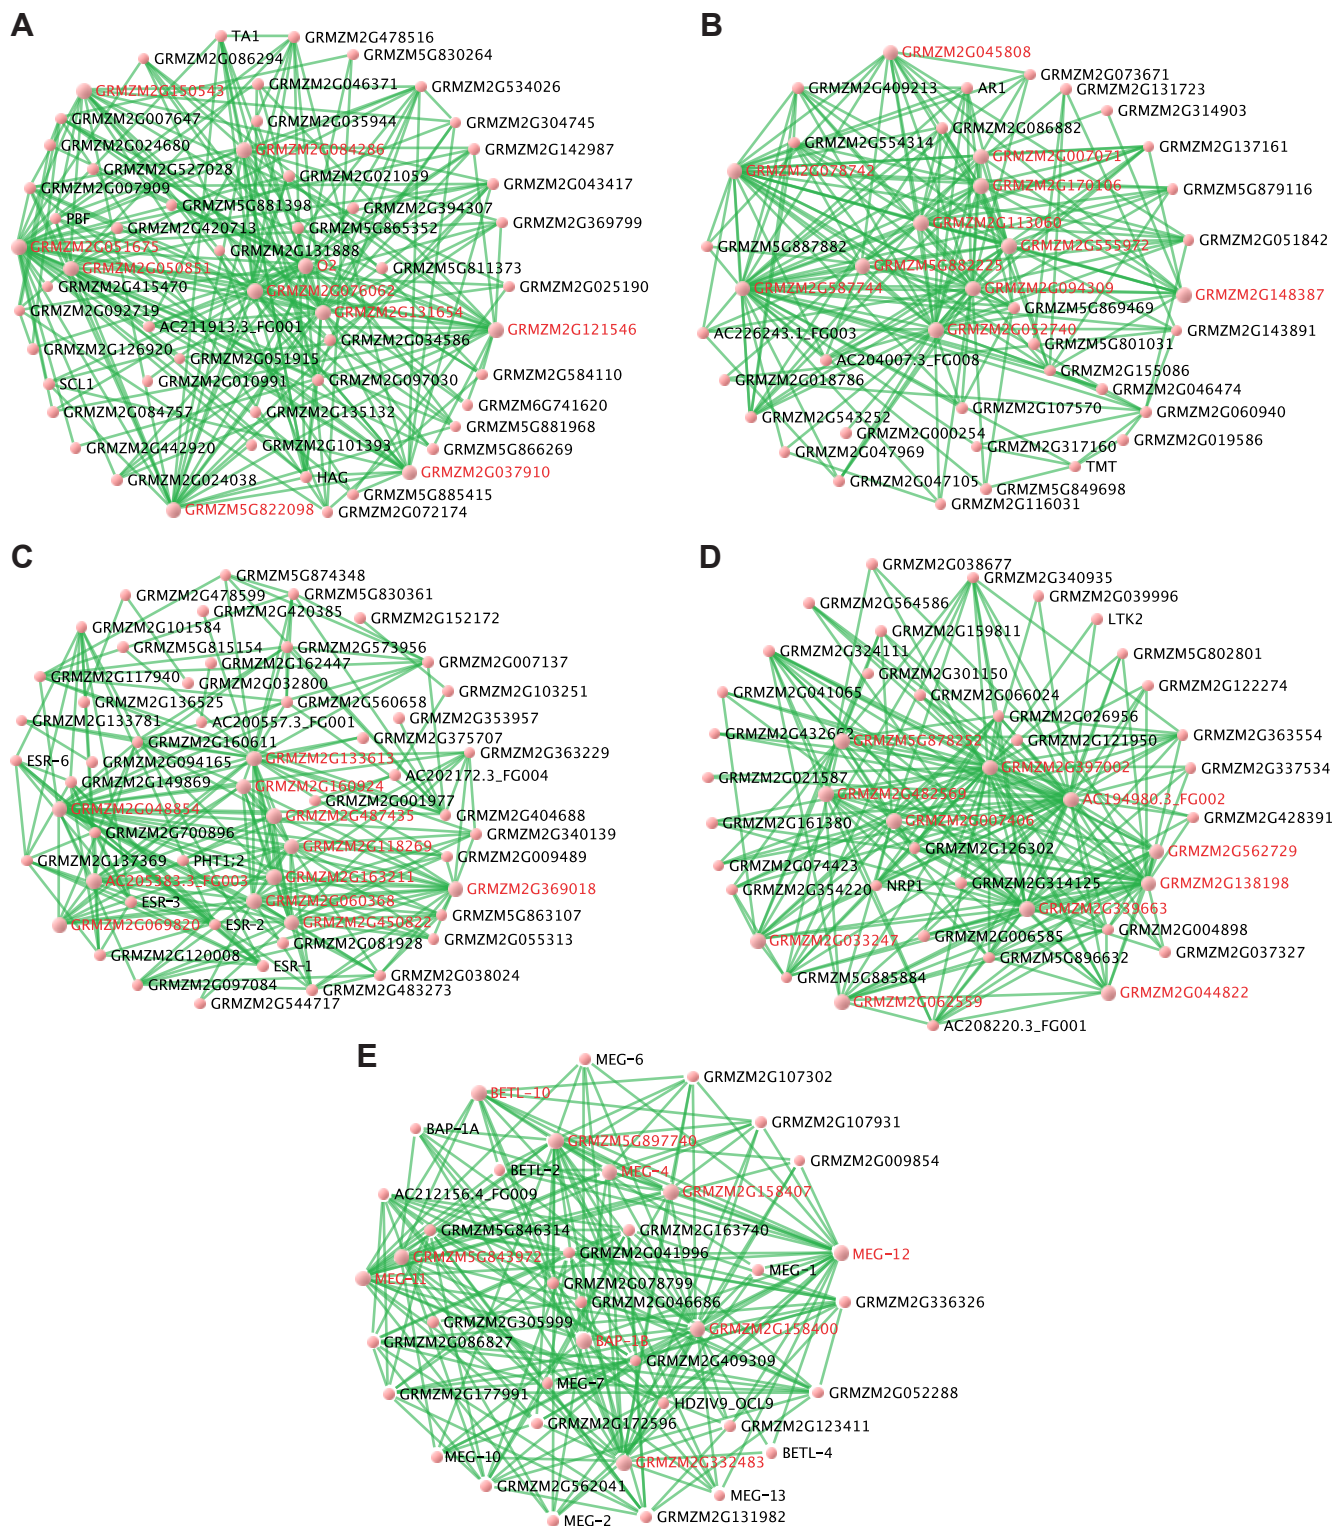 A
TA1
GRMZM2G478516
GRMZM2G086294
GRMZM5G830264
GRMZM2G150543
GRMZM2G046371
GRMZM2G534026
GRMZM2G007647
GRMZM2G035944
GRMZM2G304745
GRMZM2G024680
GRMZM2G084286
GRMZM2G142987
GRMZM2G527028
GRMZM2G021059
GRMZM2G043417
GRMZM2G007909
GRMZM5G881398
GRMZM2G394307
PBF
GRMZM2G420713
GRMZM5G865352
GRMZM2G369799
GRMZM2G051675
GRMZM2G131888
GRMZM2G050851
O2
GRMZM5G811373
GRMZM2G415470
GRMZM2G076062
GRMZM2G025190
GRMZM2G092719
GRMZM2G131654
AC211913.3_FG001
GRMZM2G121546
GRMZM2G126920
GRMZM2G034586
GRMZM2G051915
SCL1
GRMZM2G010991
GRMZM2G097030
GRMZM2G584110
GRMZM2G084757
GRMZM2G135132
GRMZM6G741620
GRMZM5G881968
GRMZM2G442920
GRMZM2G101393
GRMZM5G866269
GRMZM2G024038
HAG
GRMZM2G037910
GRMZM5G885415
GRMZM5G822098
GRMZM2G072174
B
GRMZM2G045808
GRMZM2G073671
GRMZM2G409213
AR1
GRMZM2G131723
GRMZM2G314903
GRMZM2G086882
GRMZM2G554314
GRMZM2G137161
GRMZM2G007071
GRMZM2G078742
GRMZM2G170106
GRMZM5G879116
GRMZM2G113060
GRMZM5G887882
GRMZM2G555972
GRMZM2G051842
GRMZM5G882225
GRMZM2G587744
GRMZM2G094309
GRMZM2G148387
GRMZM5G869469
AC226243.1_FG003
GRMZM2G052740
GRMZM2G143891
GRMZM5G801031
AC204007.3_FG008
GRMZM2G155086
GRMZM2G018786
GRMZM2G046474
GRMZM2G543252
GRMZM2G107570
GRMZM2G060940
GRMZM2G000254
GRMZM2G019586
GRMZM2G047969
GRMZM2G317160
TMT
GRMZM2G047105
GRMZM5G849698
GRMZM2G116031
C
GRMZM5G874348
GRMZM2G478599
GRMZM5G830361
GRMZM2G420385
GRMZM2G152172
GRMZM2G101584
GRMZM5G815154
GRMZM2G573956
GRMZM2G162447
GRMZM2G007137
GRMZM2G117940
GRMZM2G032800
GRMZM2G103251
GRMZM2G136525
GRMZM2G560658
GRMZM2G133781
AC200557.3_FG001
GRMZM2G353957
GRMZM2G160611
GRMZM2G375707
ESR-6
GRMZM2G094165
GRMZM2G133613
GRMZM2G363229
GRMZM2G149869
GRMZM2G160924
AC202172.3_FG004
GRMZM2G048854
GRMZM2G001977
GRMZM2G487435
GRMZM2G404688
GRMZM2G700896
GRMZM2G340139
GRMZM2G118269
GRMZM2G137369
PHT1;2
GRMZM2G009489
AC205383.3_FG003
GRMZM2G163211
GRMZM2G369018
ESR-3
GRMZM2G060368
GRMZM2G069820
ESR-2
GRMZM2G450822
GRMZM5G863107
GRMZM2G081928
GRMZM2G055313
GRMZM2G120008
ESR-1
GRMZM2G038024
GRMZM2G097084
GRMZM2G483273
GRMZM2G544717
D
GRMZM2G038677
GRMZM2G340935
GRMZM2G564586
GRMZM2G039996
LTK2
GRMZM2G159811
GRMZM2G324111
GRMZM5G802801
GRMZM2G301150
GRMZM2G041065
GRMZM2G066024
GRMZM2G122274
GRMZM2G026956
GRMZM2G432662
GRMZM5G878252
GRMZM2G121950
GRMZM2G363554
GRMZM2G397002
GRMZM2G337534
GRMZM2G021587
GRMZM2G482569
AC194980.3_FG002
GRMZM2G161380
GRMZM2G007406
GRMZM2G428391
GRMZM2G126302
GRMZM2G562729
GRMZM2G074423
GRMZM2G354220
NRP1
GRMZM2G314125
GRMZM2G138198
GRMZM2G339663
GRMZM2G033247
GRMZM2G006585
GRMZM2G004898
GRMZM5G896632
GRMZM2G037327
GRMZM5G885884
GRMZM2G062559
GRMZM2G044822
AC208220.3_FG001
E
MEG-6
GRMZM2G107302
BETL-10
BAP-1A
GRMZM5G897740
GRMZM2G107931
BETL-2
MEG-4
GRMZM2G009854
AC212156.4_FG009
GRMZM2G158407
GRMZM5G846314
GRMZM2G163740
GRMZM5G843972
GRMZM2G041996
MEG-12
MEG-11
GRMZM2G078799
MEG-1
GRMZM2G046686
GRMZM2G336326
GRMZM2G305999
GRMZM2G158400
GRMZM2G086827
BAP-1B
GRMZM2G409309
MEG-7
GRMZM2G177991
GRMZM2G052288
HDZIV9_OCL9
GRMZM2G172596
GRMZM2G123411
MEG-10
GRMZM2G332483
BETL-4
GRMZM2G562041
MEG-13
MEG-2
GRMZM2G131982